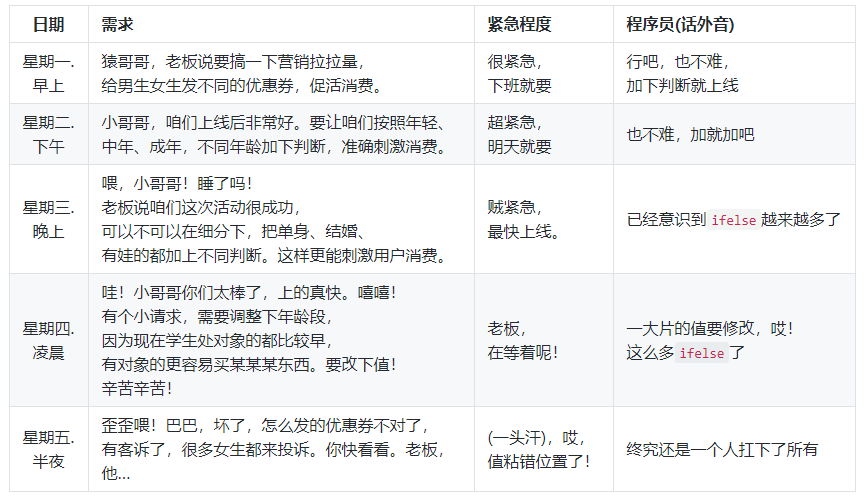 日期 需求 紧急程度 程序员(话外音)
星期一.
早上
猿哥哥，老板说要搞一下营销拉拉量，
给男生女生发不同的优惠券，促活消费。
很紧急，
下班就要
行吧，也不难，
加下判断就上线
星期二.
下午
小哥哥，咱们上线后非常好。要让咱们按照年轻、
中年、成年，不同年龄加下判断，准确刺激消费。
超紧急，
明天就要
也不难，加就加吧
星期三.
晚上
喂，小哥哥！睡了吗！
老板说咱们这次活动很成功，
可以不可以在细分下，把单身、结婚、
有娃的都加上不同判断。这样更能刺激用户消费。
贼紧急，
最快上线。
已经意识到 ifelse 越来越多了
星期四.
凌晨
哇！小哥哥你们太棒了，上的真快。嘻嘻！
有个小请求，需要调整下年龄段，
因为现在学生处对象的都比较早，
有对象的更容易买某某某东西。要改下值！
辛苦辛苦！
老板，
在等着呢！
一大片的值要修改，哎！
这么多 ifelse 了
星期五.
半夜
歪歪喂！巴巴，坏了，怎么发的优惠券不对了，
有客诉了，很多女生都来投诉。你快看看。老板，
他...
(一头汗)，哎，
值粘错位置了！
终究还是一个人扛下了所有